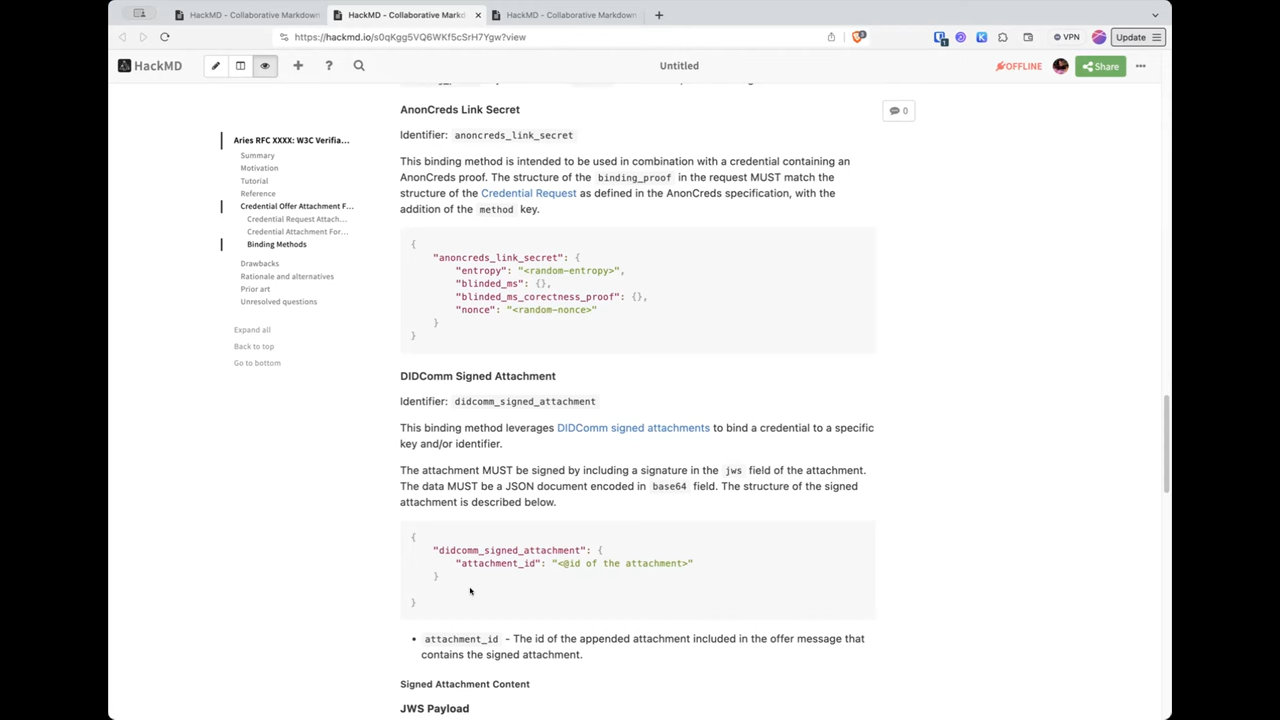 HackMD - Collaborative Markdown
HackMD - Collaborative Markd
HackMD - Collaborative Markdown
https://hackmd.io/s0qKgg5VQ6WKf5cSrH7Ygw?view
VPN
Update
HackMD
Untitled
OFFLINE
Share
AnonCreds Link Secret
0
Identifier: anoncreds_link_secret
This binding method is intended to be used in combination with a credential containing an
AnonCreds proof. The structure of the binding_proof in the request MUST match the
structure of the Credential Request as defined in the AnonCreds specification, with the
addition of the method key.
{
"anoncreds_link_secret": {
"entropy": "<random-entropy>",
"blinded_ms": {},
"blinded_ms_corectness_proof": {},
"nonce": "<random-nonce>"
}
}
DIDComm Signed Attachment
Identifier: didcomm_signed_attachment
This binding method leverages DIDComm signed attachments to bind a credential to a specific
key and/or identifier.
The attachment MUST be signed by including a signature in the jws field of the attachment.
The data MUST be a JSON document encoded in base64 field. The structure of the signed
attachment is described below.
{
"didcomm_signed_attachment": {
"attachment_id": "<@id of the attachment>"
}
}
• attachment_id - The id of the appended attachment included in the offer message that
contains the signed attachment.
Signed Attachment Content
JWS Payload
Aries RFC XXXX: W3C Verifia…
Summary
Motivation
Tutorial
Reference
Credential Offer Attachment F…
Credential Request Attach…
Credential Attachment For…
Binding Methods
Drawbacks
Rationale and alternatives
Prior art
Unresolved questions
Expand all
Back to top
Go to bottom